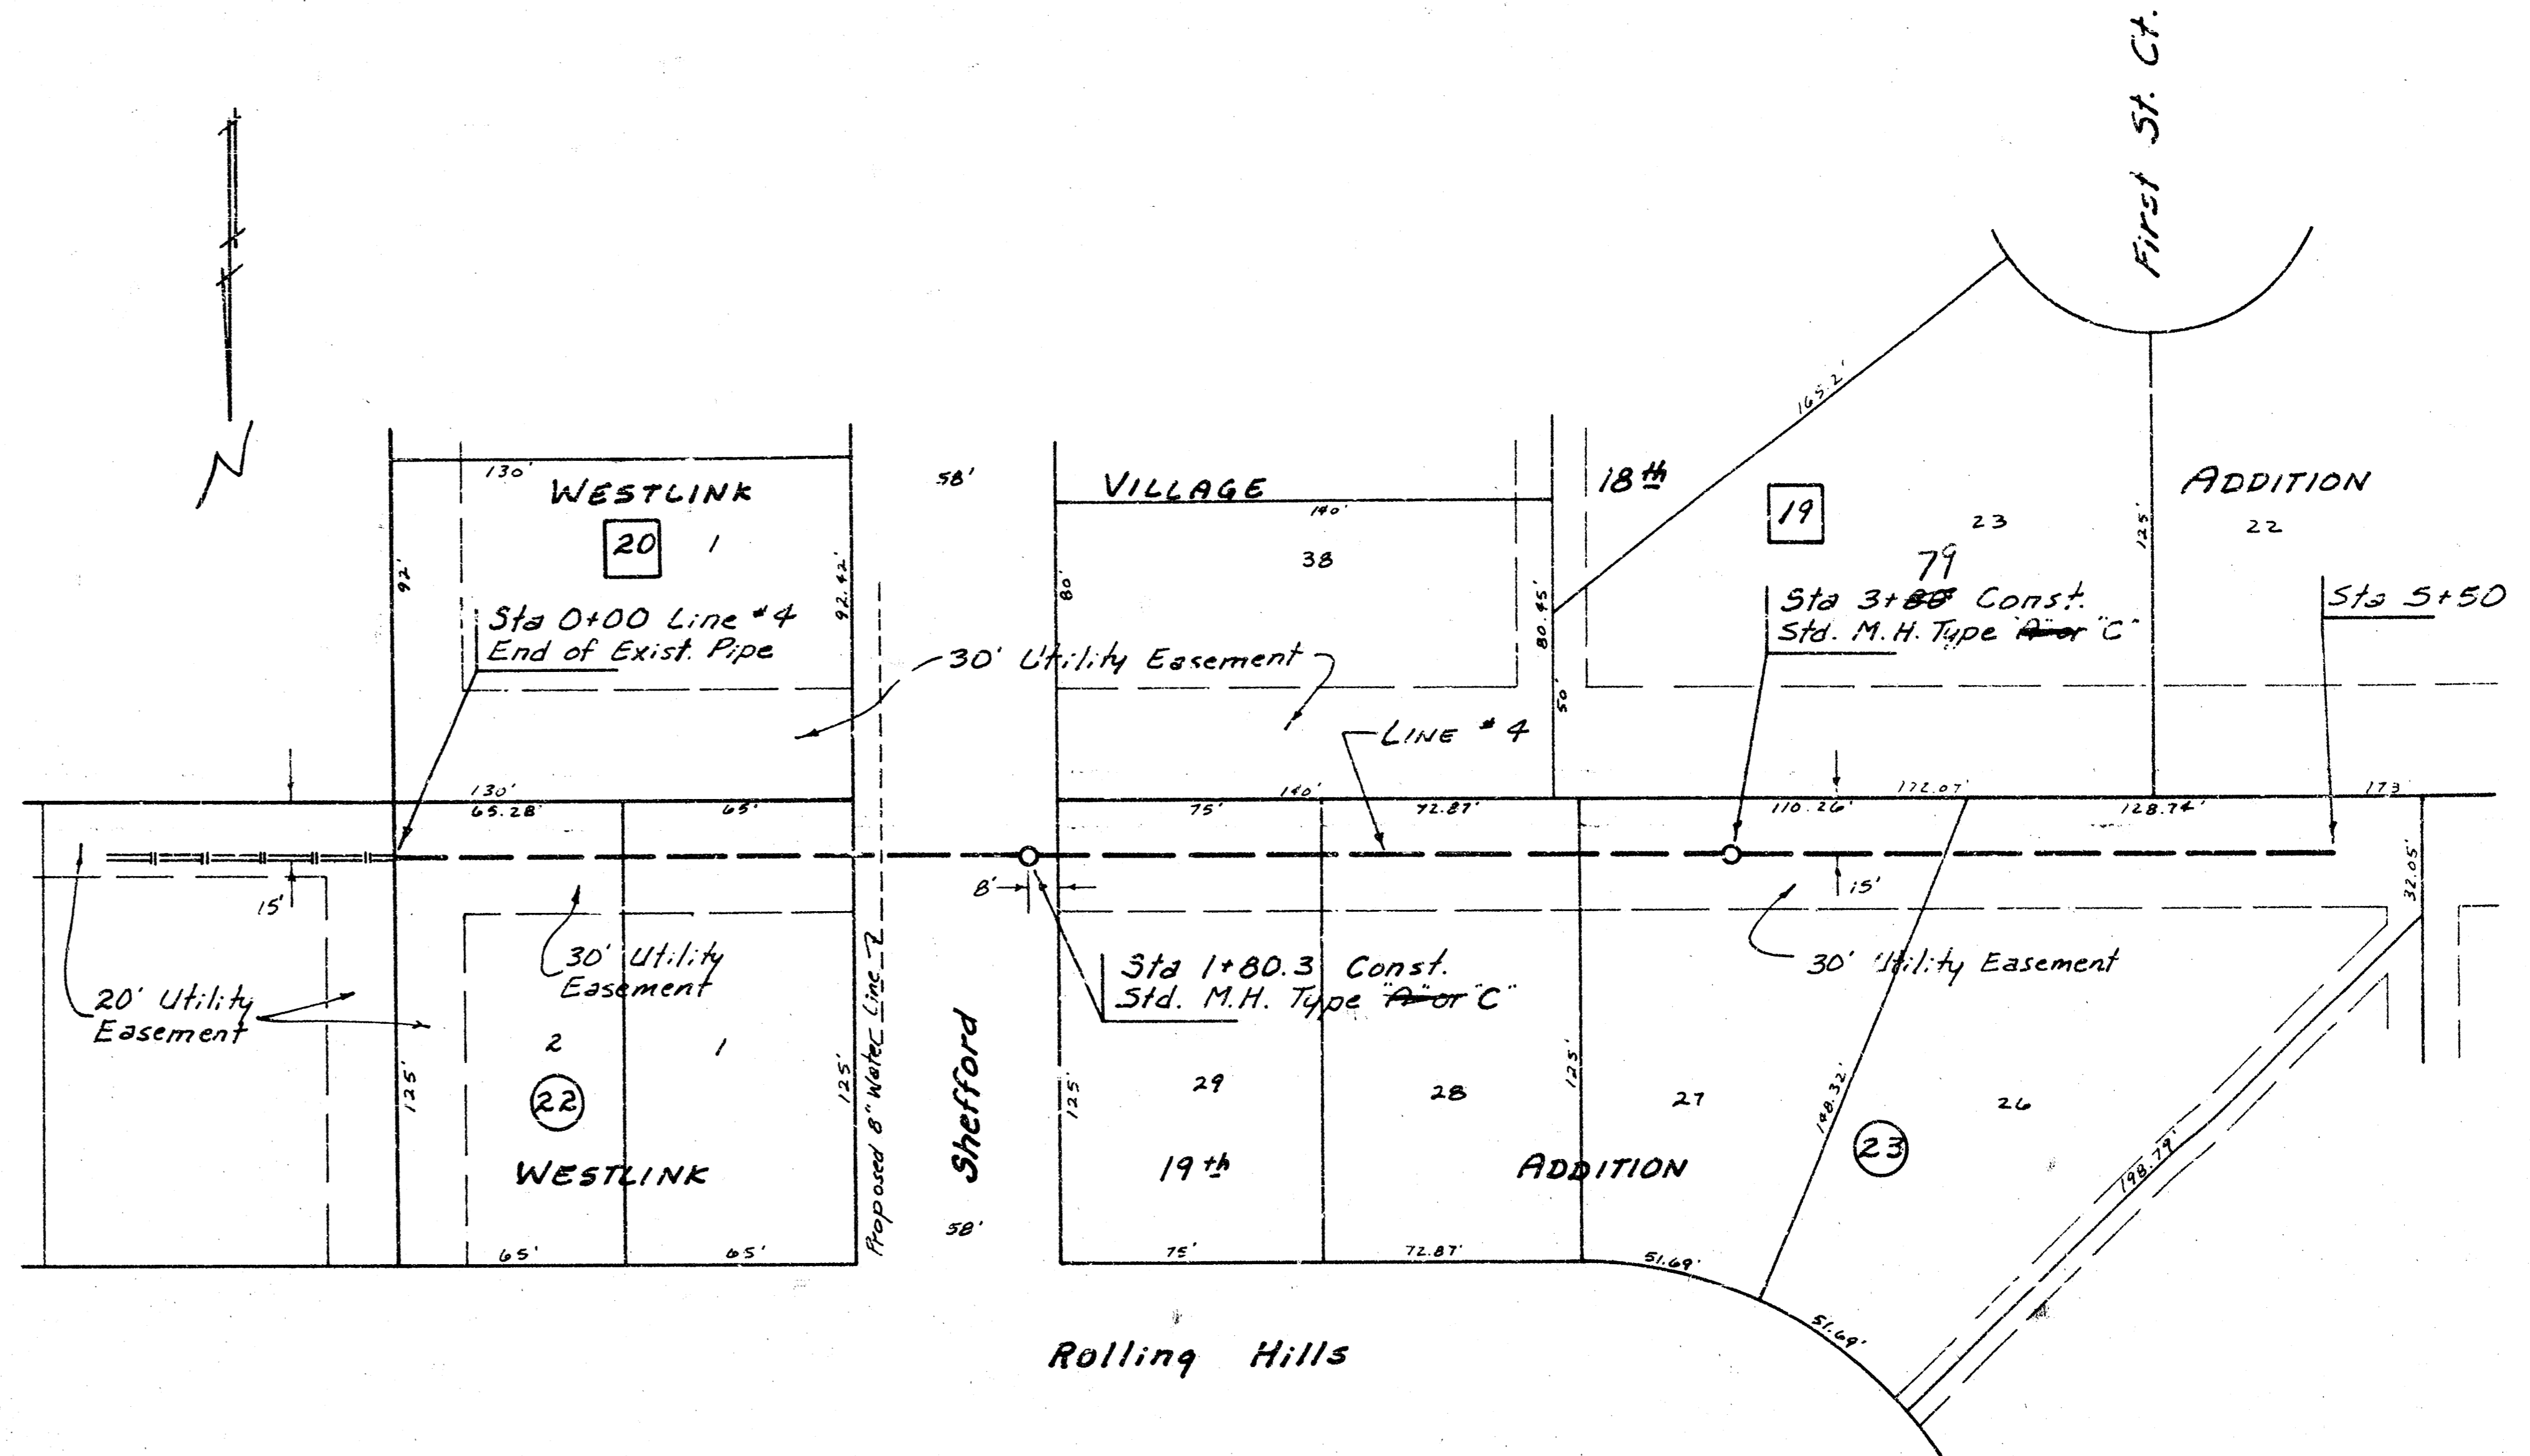 First St. Ct.
N
130'
WESTLINK
20
1
92'
92.42'
58'
VILLAGE
140'
38
80'
80.45'
50'
18th
165.2'
19
23
125'
ADDITION
22
Sta 0+00 Line #4
End of Exist. Pipe
79
Sta 3+80 Const.
Std. M.H. Type "A" or "C"
Sta 5+50
30' Utility Easement
LINE #4
130'
65.28'
65'
140'
75'
72.87'
172.07'
110.26'
128.74'
173
15'
8'
15'
32.05'
20' Utility
Easement
30' Utility
Easement
Sta 1+80.3 Const.
Std. M.H. Type "A" or "C"
30' Utility Easement
2
1
22
125'
125'
WESTLINK
65'
65'
Proposed 8" Water Line
Shefford
58'
125'
29
28
125'
27
148.32'
23
26
19th
ADDITION
198.79'
75'
72.87'
51.69'
51.69'
Rolling Hills